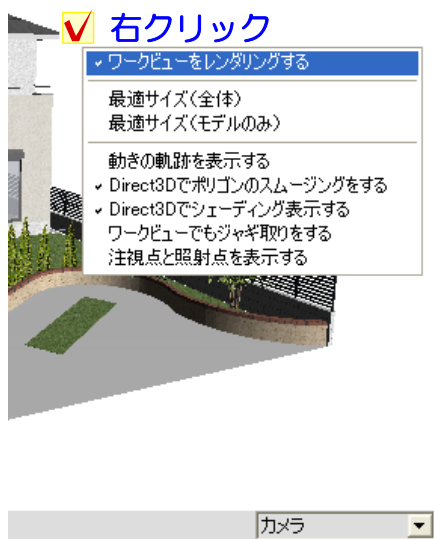 右クリック
ワークビューをレンダリングする
最適サイズ(全体)
最適サイズ(モデルのみ)
動きの軌跡を表示する
Direct3Dでポリゴンのスムージングをする
Direct3Dでシェーディング表示する
ワークビューでもジャギ取りをする
注視点と照射点を表示する
カメラ